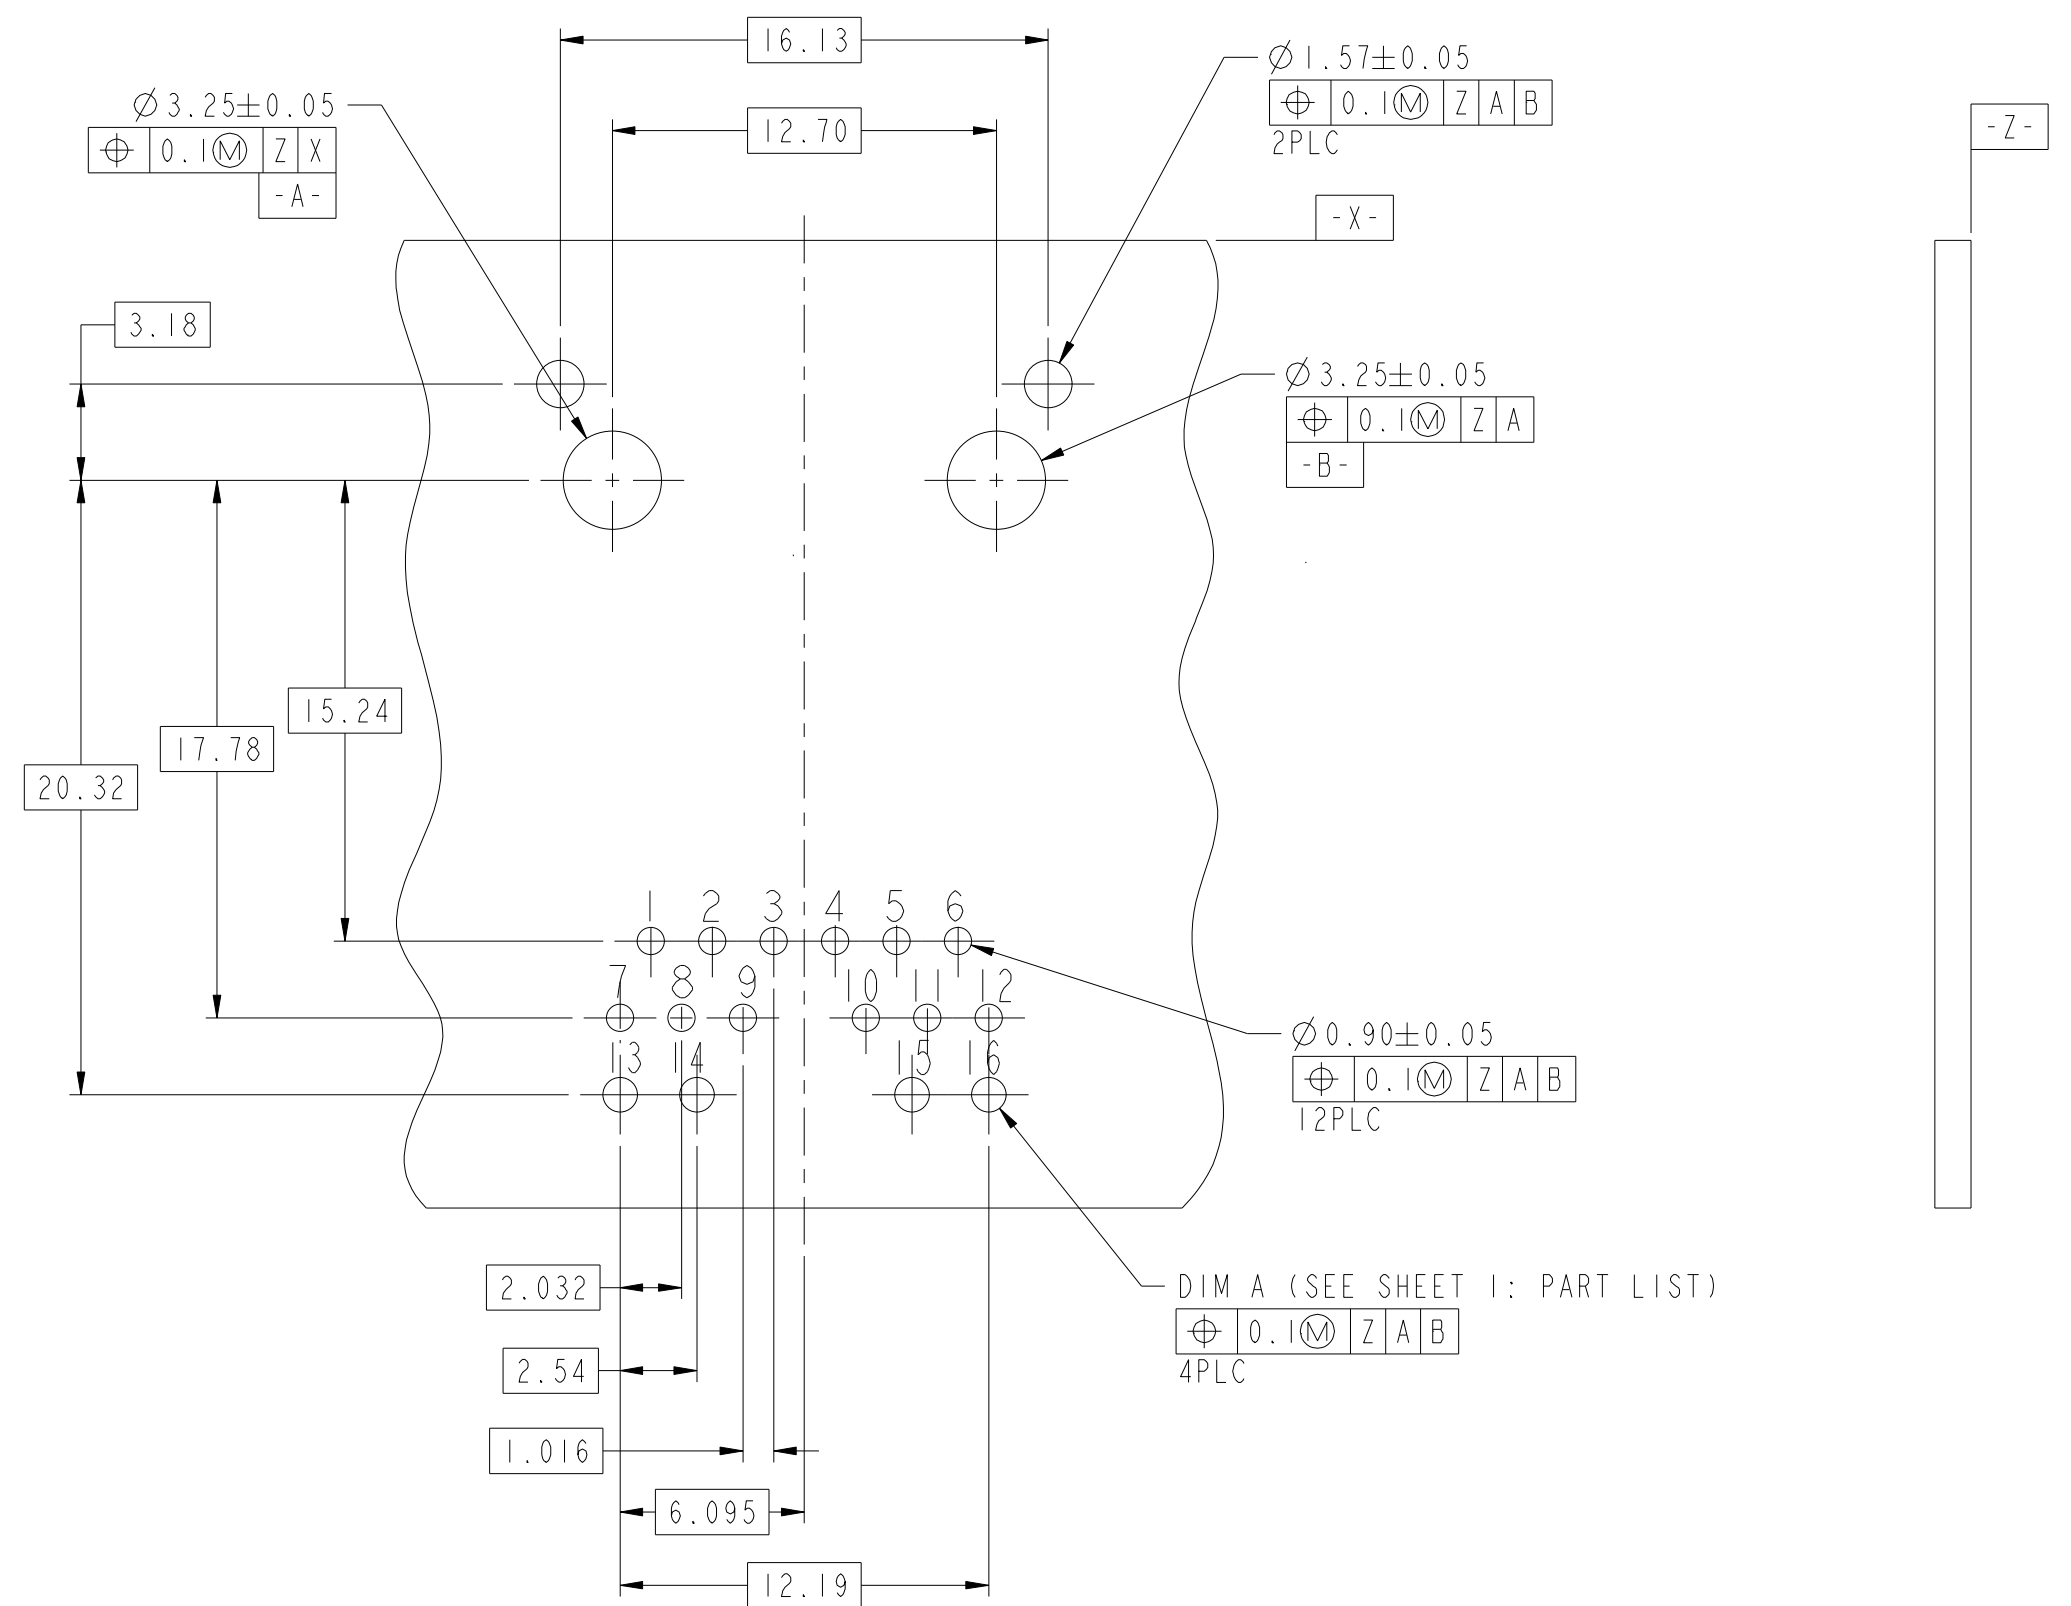 16.13
Ø1.57±0.05
⌖ 0.1Ⓜ Z A B
2PLC
Ø3.25±0.05
⌖ 0.1Ⓜ Z X
-A-
12.70
-Z-
-X-
3.18
Ø3.25±0.05
⌖ 0.1Ⓜ Z A
-B-
15.24
17.78
20.32
1 2 3 4 5 6
7 8 9 10 11 12
13 14 15 16
Ø0.90±0.05
⌖ 0.1Ⓜ Z A B
12PLC
2.032
DIM A (SEE SHEET 1: PART LIST)
⌖ 0.1Ⓜ Z A B
4PLC
2.54
1.016
6.095
12.19